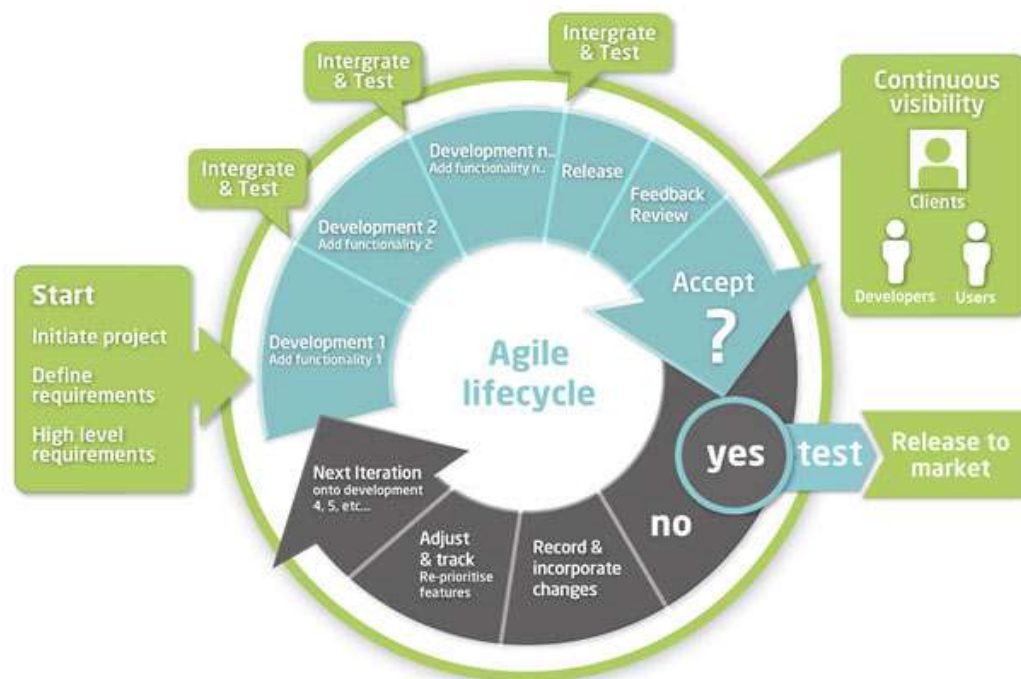 Start
Initiate project
Define
requirements
High level
requirements
Intergrate
& Test
Intergrate
& Test
Intergrate
& Test
Development 1
Add functionality 1
Development 2
Add functionality 2
Development n..
Add functionality n..
Release
Feedback
Review
Accept
?
Agile
lifecycle
yes
test
Release to
market
no
Record &
incorporate
changes
Adjust
& track
Re-prioritise
features
Next Iteration
onto development
4, 5, etc...
Continuous
visibility
Clients
Developers
Users